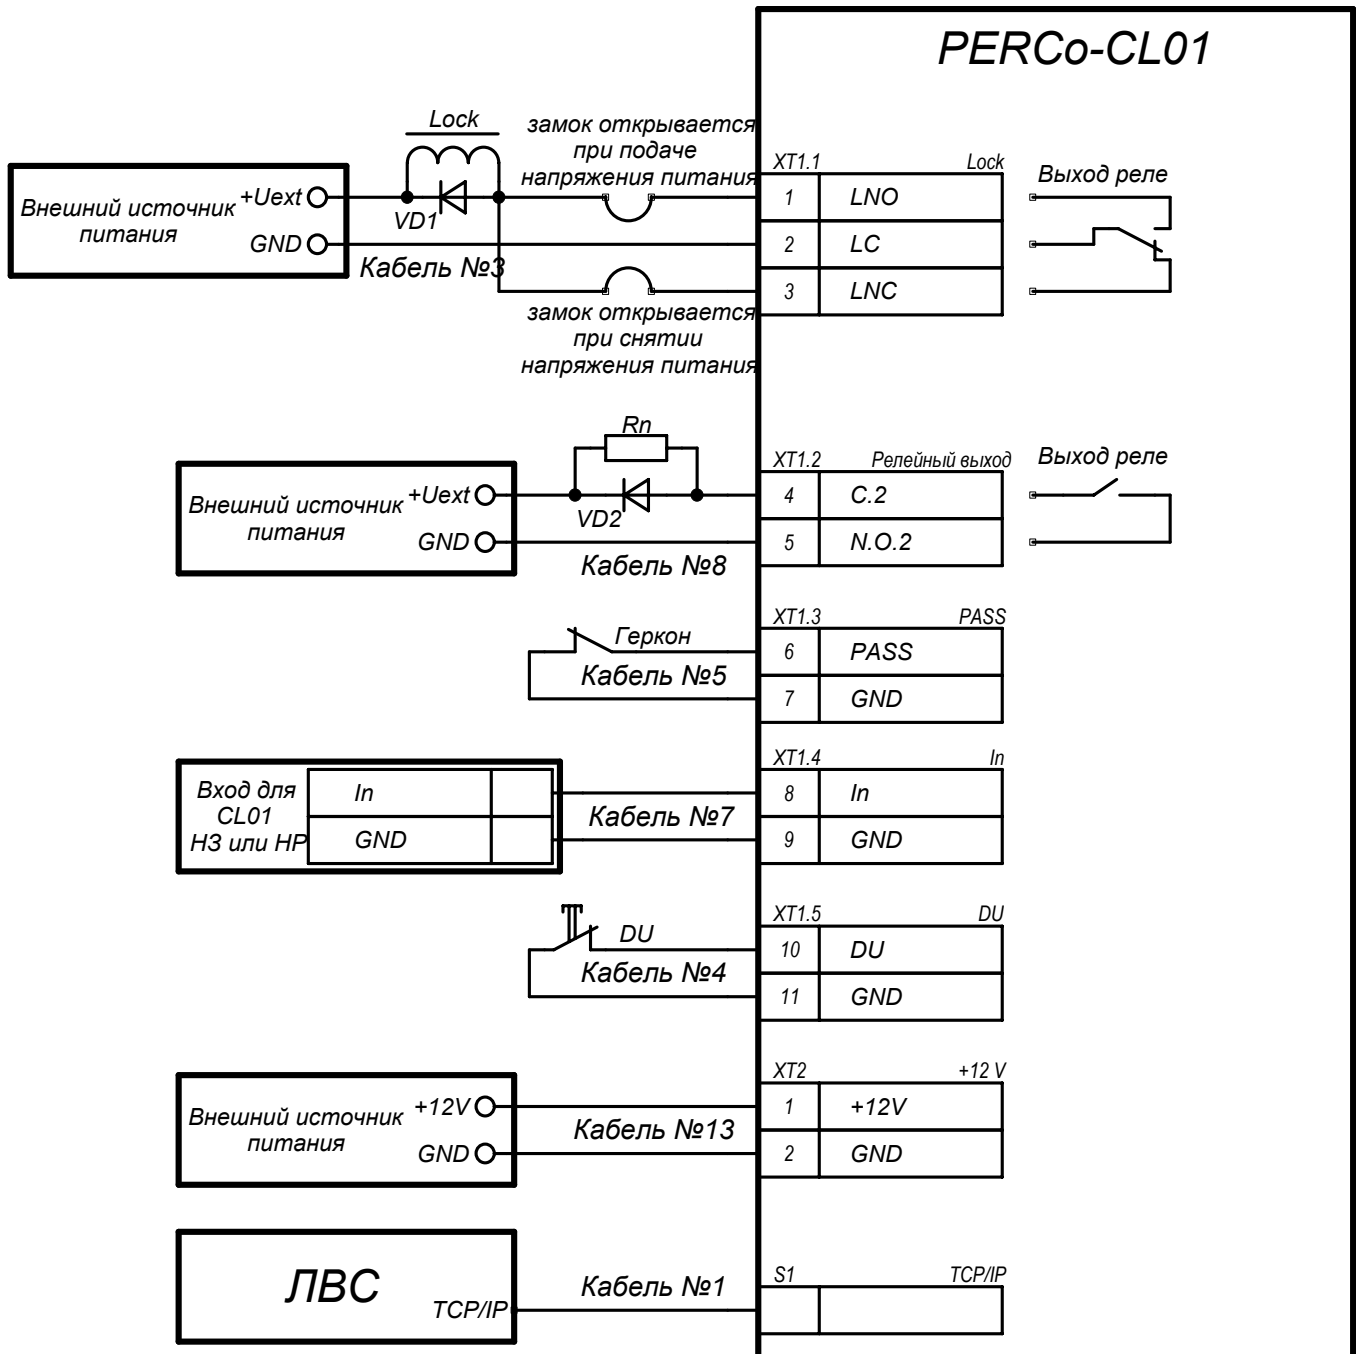 PERCo-CL01
Lock
замок открывается
при подаче
напряжения питания
XT1.1
Lock
Выход реле
Внешний источник
питания
+Uext
GND
VD1
Кабель №3
1
LNO
2
LC
3
LNC
замок открывается
при снятии
напряжения питания
Rn
XT1.2
Релейный выход
Выход реле
Внешний источник
питания
+Uext
GND
VD2
Кабель №8
4
C.2
5
N.O.2
XT1.3
PASS
Геркон
Кабель №5
6
PASS
7
GND
XT1.4
In
Вход для
CL01
НЗ или НР
In
GND
Кабель №7
8
In
9
GND
XT1.5
DU
DU
Кабель №4
10
DU
11
GND
XT2
+12 V
Внешний источник
питания
+12V
GND
Кабель №13
1
+12V
2
GND
ЛВС
TCP/IP
Кабель №1
S1
TCP/IP